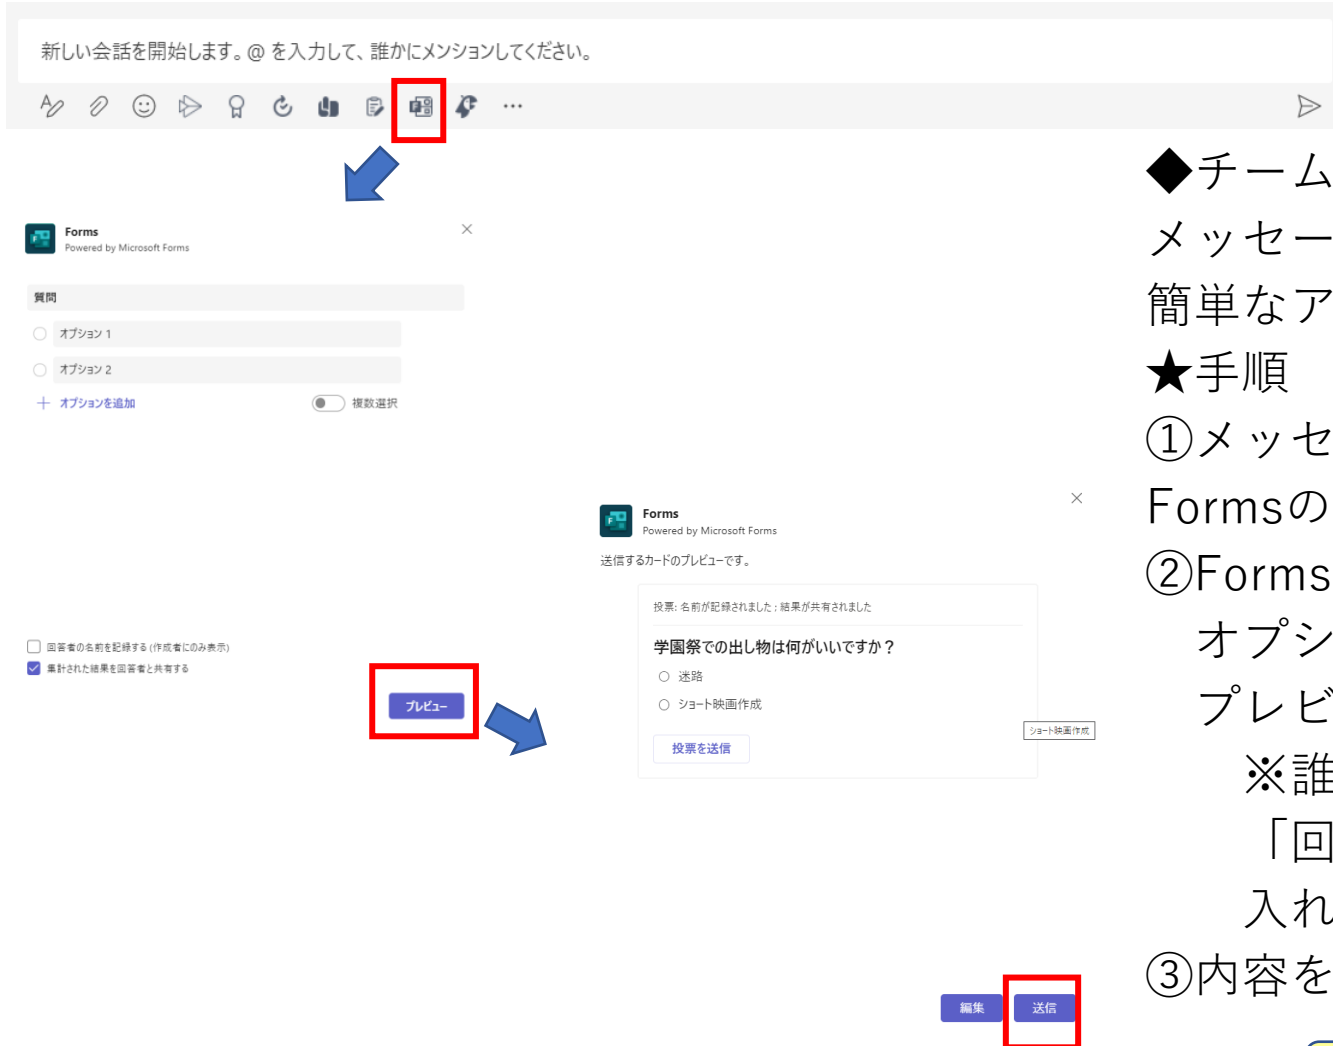 新しい会話を開始します。@ を入力して、誰かにメンションしてください。
Forms
Powered by Microsoft Forms
質問
オプション 1
オプション 2
オプションを追加
複数選択
回答者の名前を記録する (作成者にのみ表示)
集計された結果を回答者と共有する
プレビュー
Forms
Powered by Microsoft Forms
送信するカードのプレビューです。
投票: 名前が記録されました ; 結果が共有されました
学園祭での出し物は何がいいですか？
迷路
ショート映画作成
投票を送信
ショート映画作成
編集
送信
◆チーム
メッセー
簡単なア
★手順
①メッセ
Formsの
②Forms
オプシ
プレビ
※誰
「回
入れ
③内容を